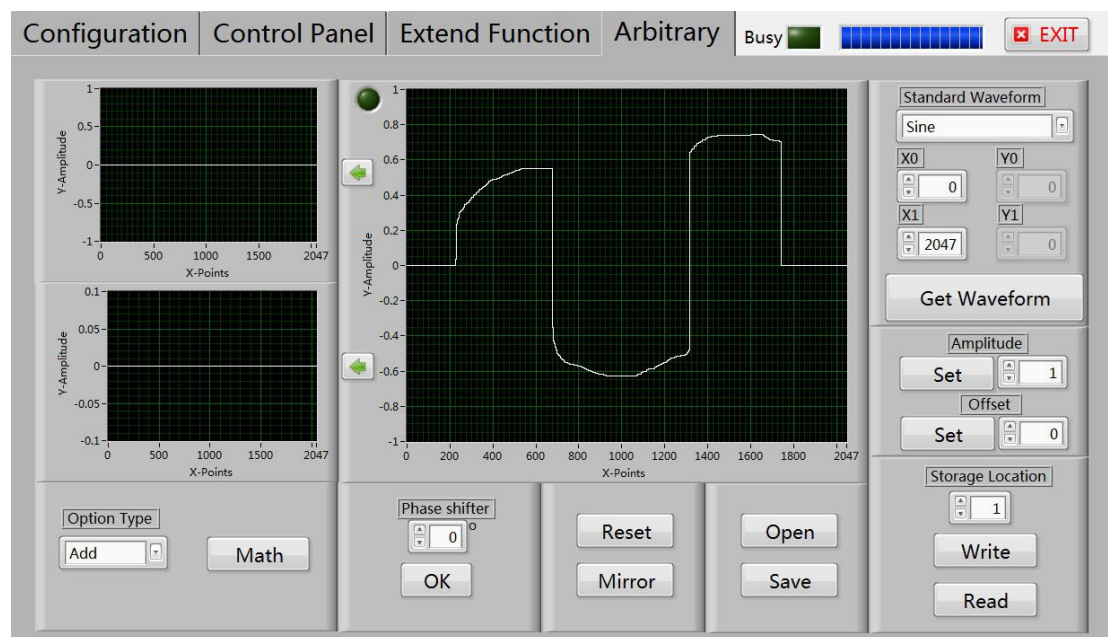 Configuration Control Panel Extend Function Arbitrary Busy EXIT
1
0.5
0
-0.5
-1
Y-Amplitude
0 500 1000 1500 2047
X-Points
0.1
0.05
0
-0.05
-0.1
Y-Amplitude
0 500 1000 1500 2047
X-Points
1
0.8
0.6
0.4
0.2
0
-0.2
-0.4
-0.6
-0.8
-1
Y-Amplitude
0 200 400 600 800 1000 1200 1400 1600 1800 2047
X-Points
Standard Waveform
Sine
X0 Y0
0 0
X1 Y1
2047 0
Get Waveform
Amplitude
Set 1
Offset
Set 0
Storage Location
1
Write
Read
Option Type
Add Math
Phase shifter
0 o
OK
Reset
Mirror
Open
Save